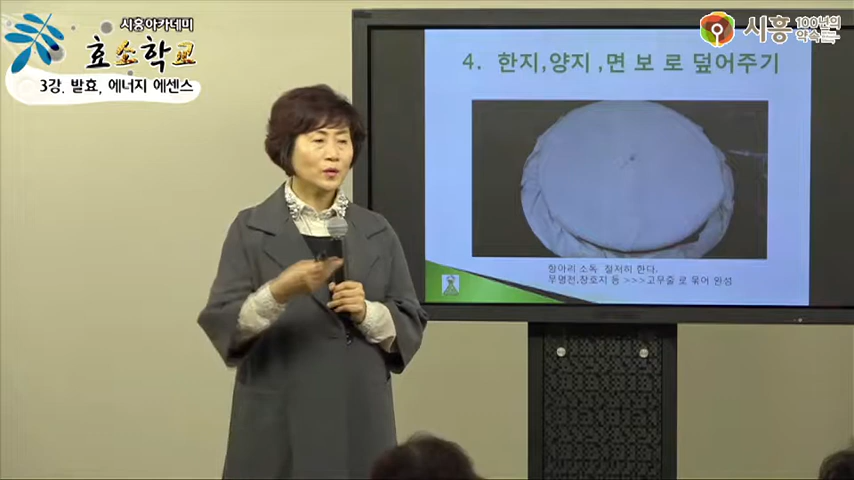 시흥아카데미
효소학교
3강. 발효, 에너지 에센스
시흥 100년의
약속
4. 한지,양지 ,면 보 로 덮어주기
항아리 소독 철저히 한다.
무명천,창호지 등 >>>고무줄 로 묶어 완성